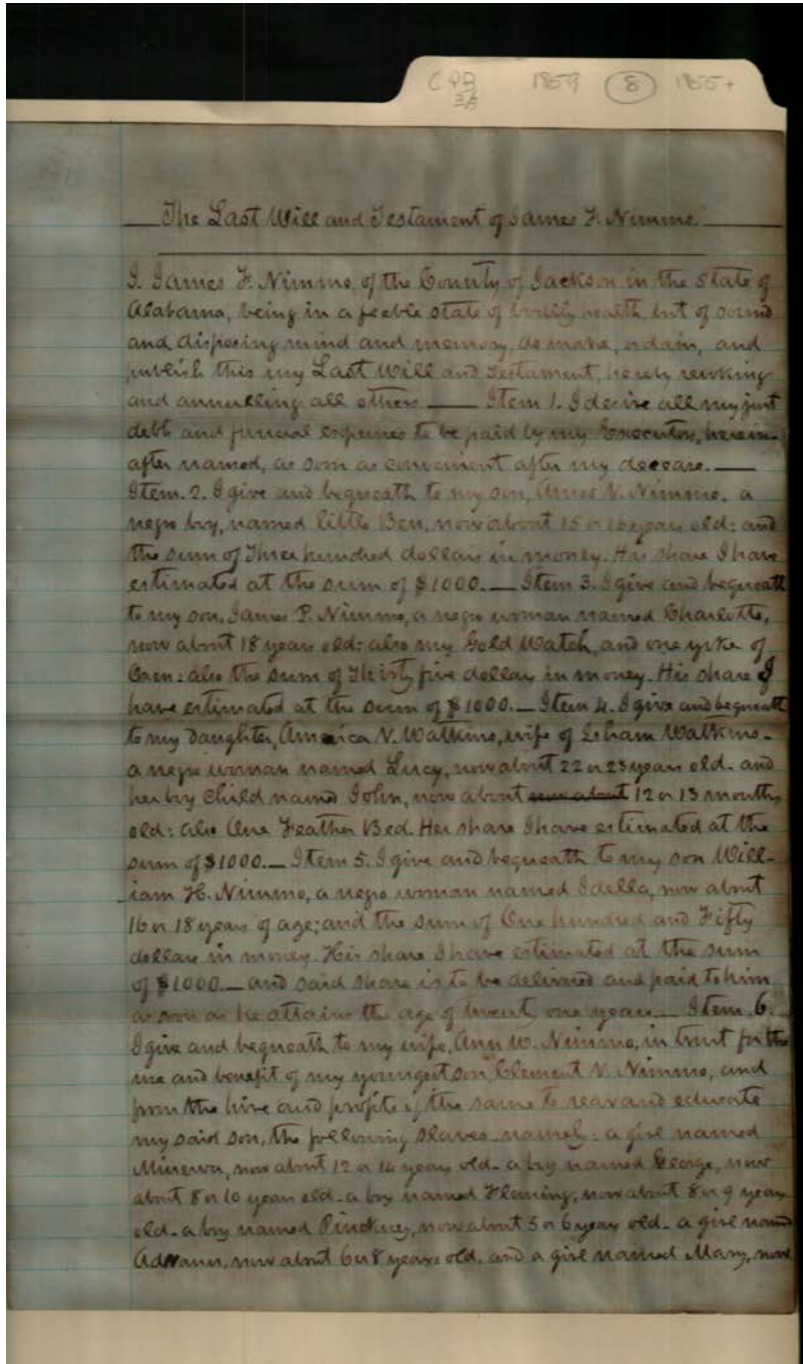 1859 8 1855+
The Last Will and Testament of James F. Nimmo.
I, James F. Nimmo, of the County of Jackson in the State of
Alabama, being in a feeble state of bodily health, but of sound
and disposing mind and memory, do make, ordain, and
publish this my Last Will and Testament, hereby revoking
and annulling all others — Item 1. I desire all my just
debts and funeral expenses to be paid by my Executors, herein-
after named, as soon as convenient after my decease. —
Item. 2. I give and bequeath to my son, Amos V. Nimmo, a
negro boy, named little Ben, now about 15 or 16 years old: and
the sum of Three hundred dollars in money. His share I have
estimated at the sum of $1000. — Item 3. I give and bequeath
to my son, James P. Nimmo, a negro woman named Charlotte,
now about 18 years old: also my Gold Watch, and one yoke of
Oxen: also the sum of Thirty five dollars in money. His share I
have estimated at the sum of $1000. — Item 4. I give and bequeath
to my Daughter, America V. Watkins, wife of Isham Watkins -
a negro woman named Lucy, now about 22 or 23 years old - and
her boy Child named John, now about now about 12 or 13 months
old: also One Feather Bed. Her share I have estimated at the
sum of $1000. — Item 5. I give and bequeath to my son Will-
iam H. Nimmo, a negro woman named Idella, now about
16 or 18 years of age; and the sum of One hundred and Fifty
dollars in money. His share I have estimated at the sum
of $1000 — and said share is to be delivered and paid to him
as soon as he attains the age of twenty one years. — Item. 6.
I give and bequeath to my wife, Ann W. Nimmo, in trust for the
use and benefit of my youngest son, Clement V. Nimmo, and
from the hire and profits of the same to rear and educate
my said son, the following slaves namely: a girl named
Minerva, now about 12 or 14 years old - a boy named George, now
about 8 or 10 years old - a boy named Fleming, now about 8 or 9 years
old - a boy named Pinckney, now about 5 or 6 years old - a girl named
now about 6 or 8 years old, and a girl named Mary, now